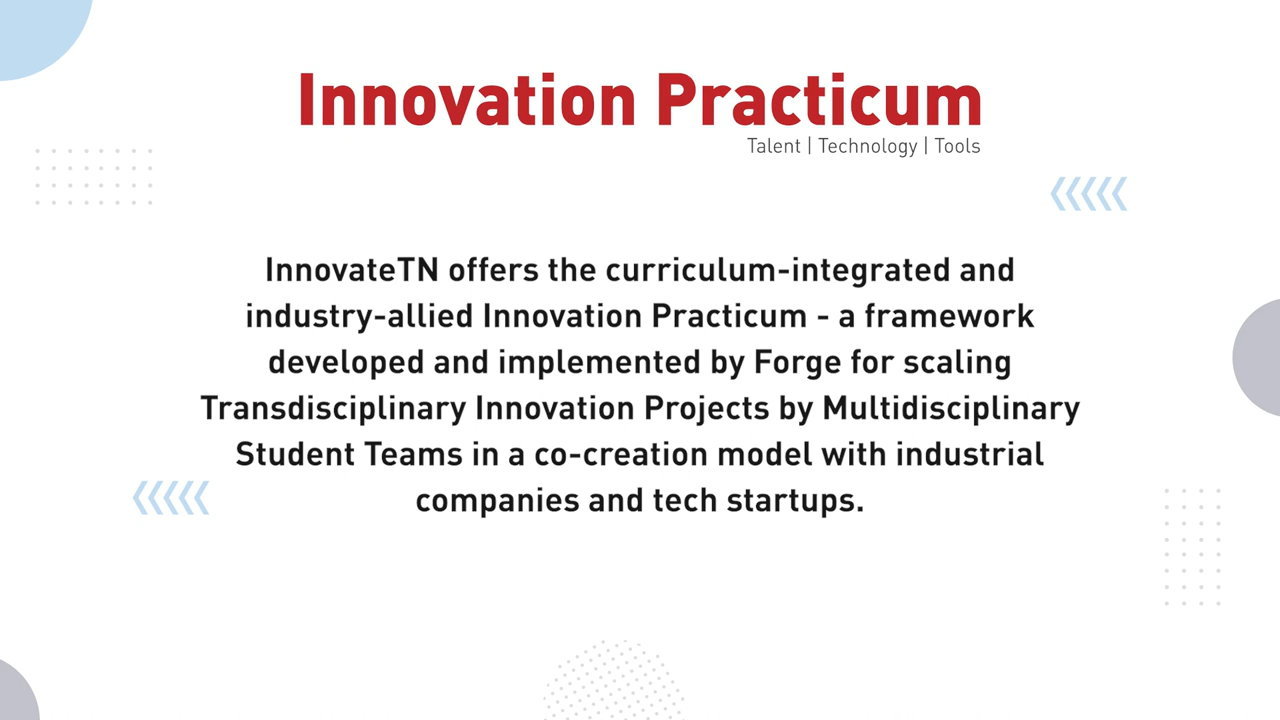 Innovation Practicum
Talent | Technology | Tools
InnovateTN offers the curriculum-integrated and
industry-allied Innovation Practicum - a framework
developed and implemented by Forge for scaling
Transdisciplinary Innovation Projects by Multidisciplinary
Student Teams in a co-creation model with industrial
companies and tech startups.